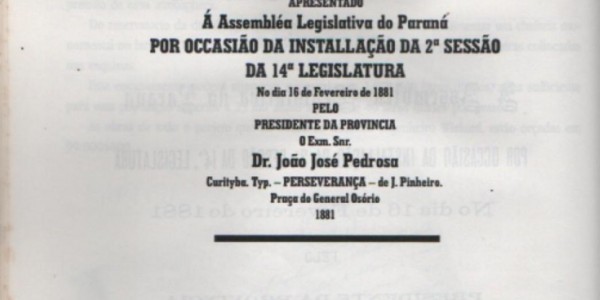 APRESENTADO
Á Assembléa Legislativa do Paraná
POR OCCASIÃO DA INSTALLAÇÃO DA 2ª SESSÃO
DA 14ª LEGISLATURA
No dia 16 de Fevereiro de 1881
PELO
PRESIDENTE DA PROVINCIA
O Exm. Snr.
Dr. João José Pedrosa
Curityba. Typ. – PERSEVERANÇA – de J. Pinheiro.
Praça do General Osório
1881